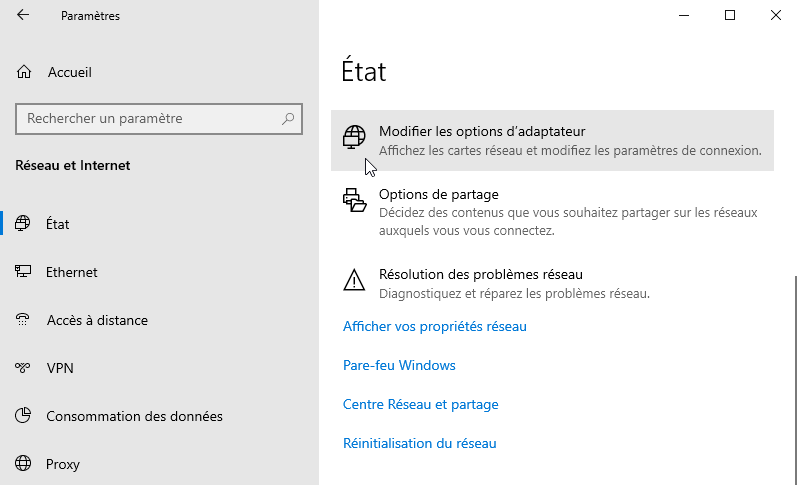 Paramètres
Accueil
Rechercher un paramètre
Réseau et Internet
État
Ethernet
Accès à distance
VPN
Consommation des données
Proxy
État
Modifier les options d’adaptateur
Affichez les cartes réseau et modifiez les paramètres de connexion.
Options de partage
Décidez des contenus que vous souhaitez partager sur les réseaux
auxquels vous vous connectez.
Résolution des problèmes réseau
Diagnostiquez et réparez les problèmes réseau.
Afficher vos propriétés réseau
Pare-feu Windows
Centre Réseau et partage
Réinitialisation du réseau